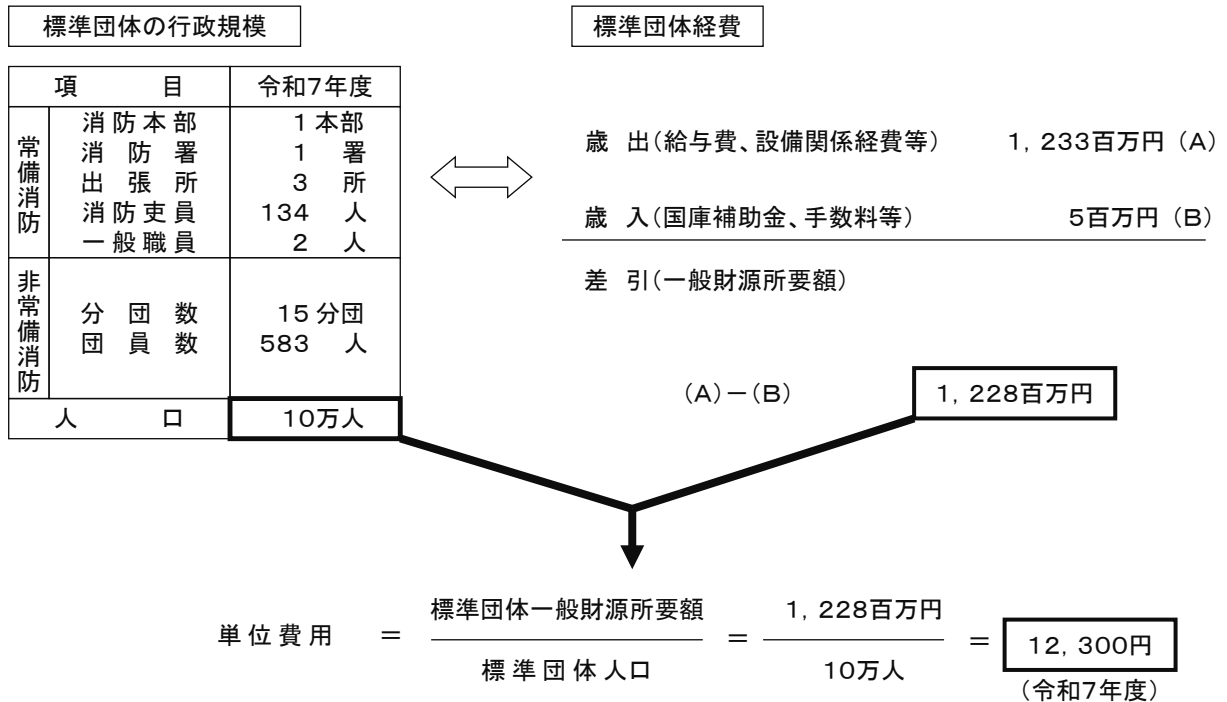 標準団体の行政規模
項　　目 令和7年度
常備消防
消防本部 1本部
消防署 1 署
出張所 3 所
消防吏員 134 人
一般職員 2 人
非常備消防
分団数 15分団
団員数 583 人
人　　口 10万人
標準団体経費
歳 出(給与費、設備関係経費等) 1,233百万円 (A)
歳 入(国庫補助金、手数料等) 5百万円 (B)
差 引(一般財源所要額)
(A)-(B) 1,228百万円
単位費用 = 標準団体一般財源所要額 = 1,228百万円 = 12,300円
標準団体人口 10万人
(令和7年度)